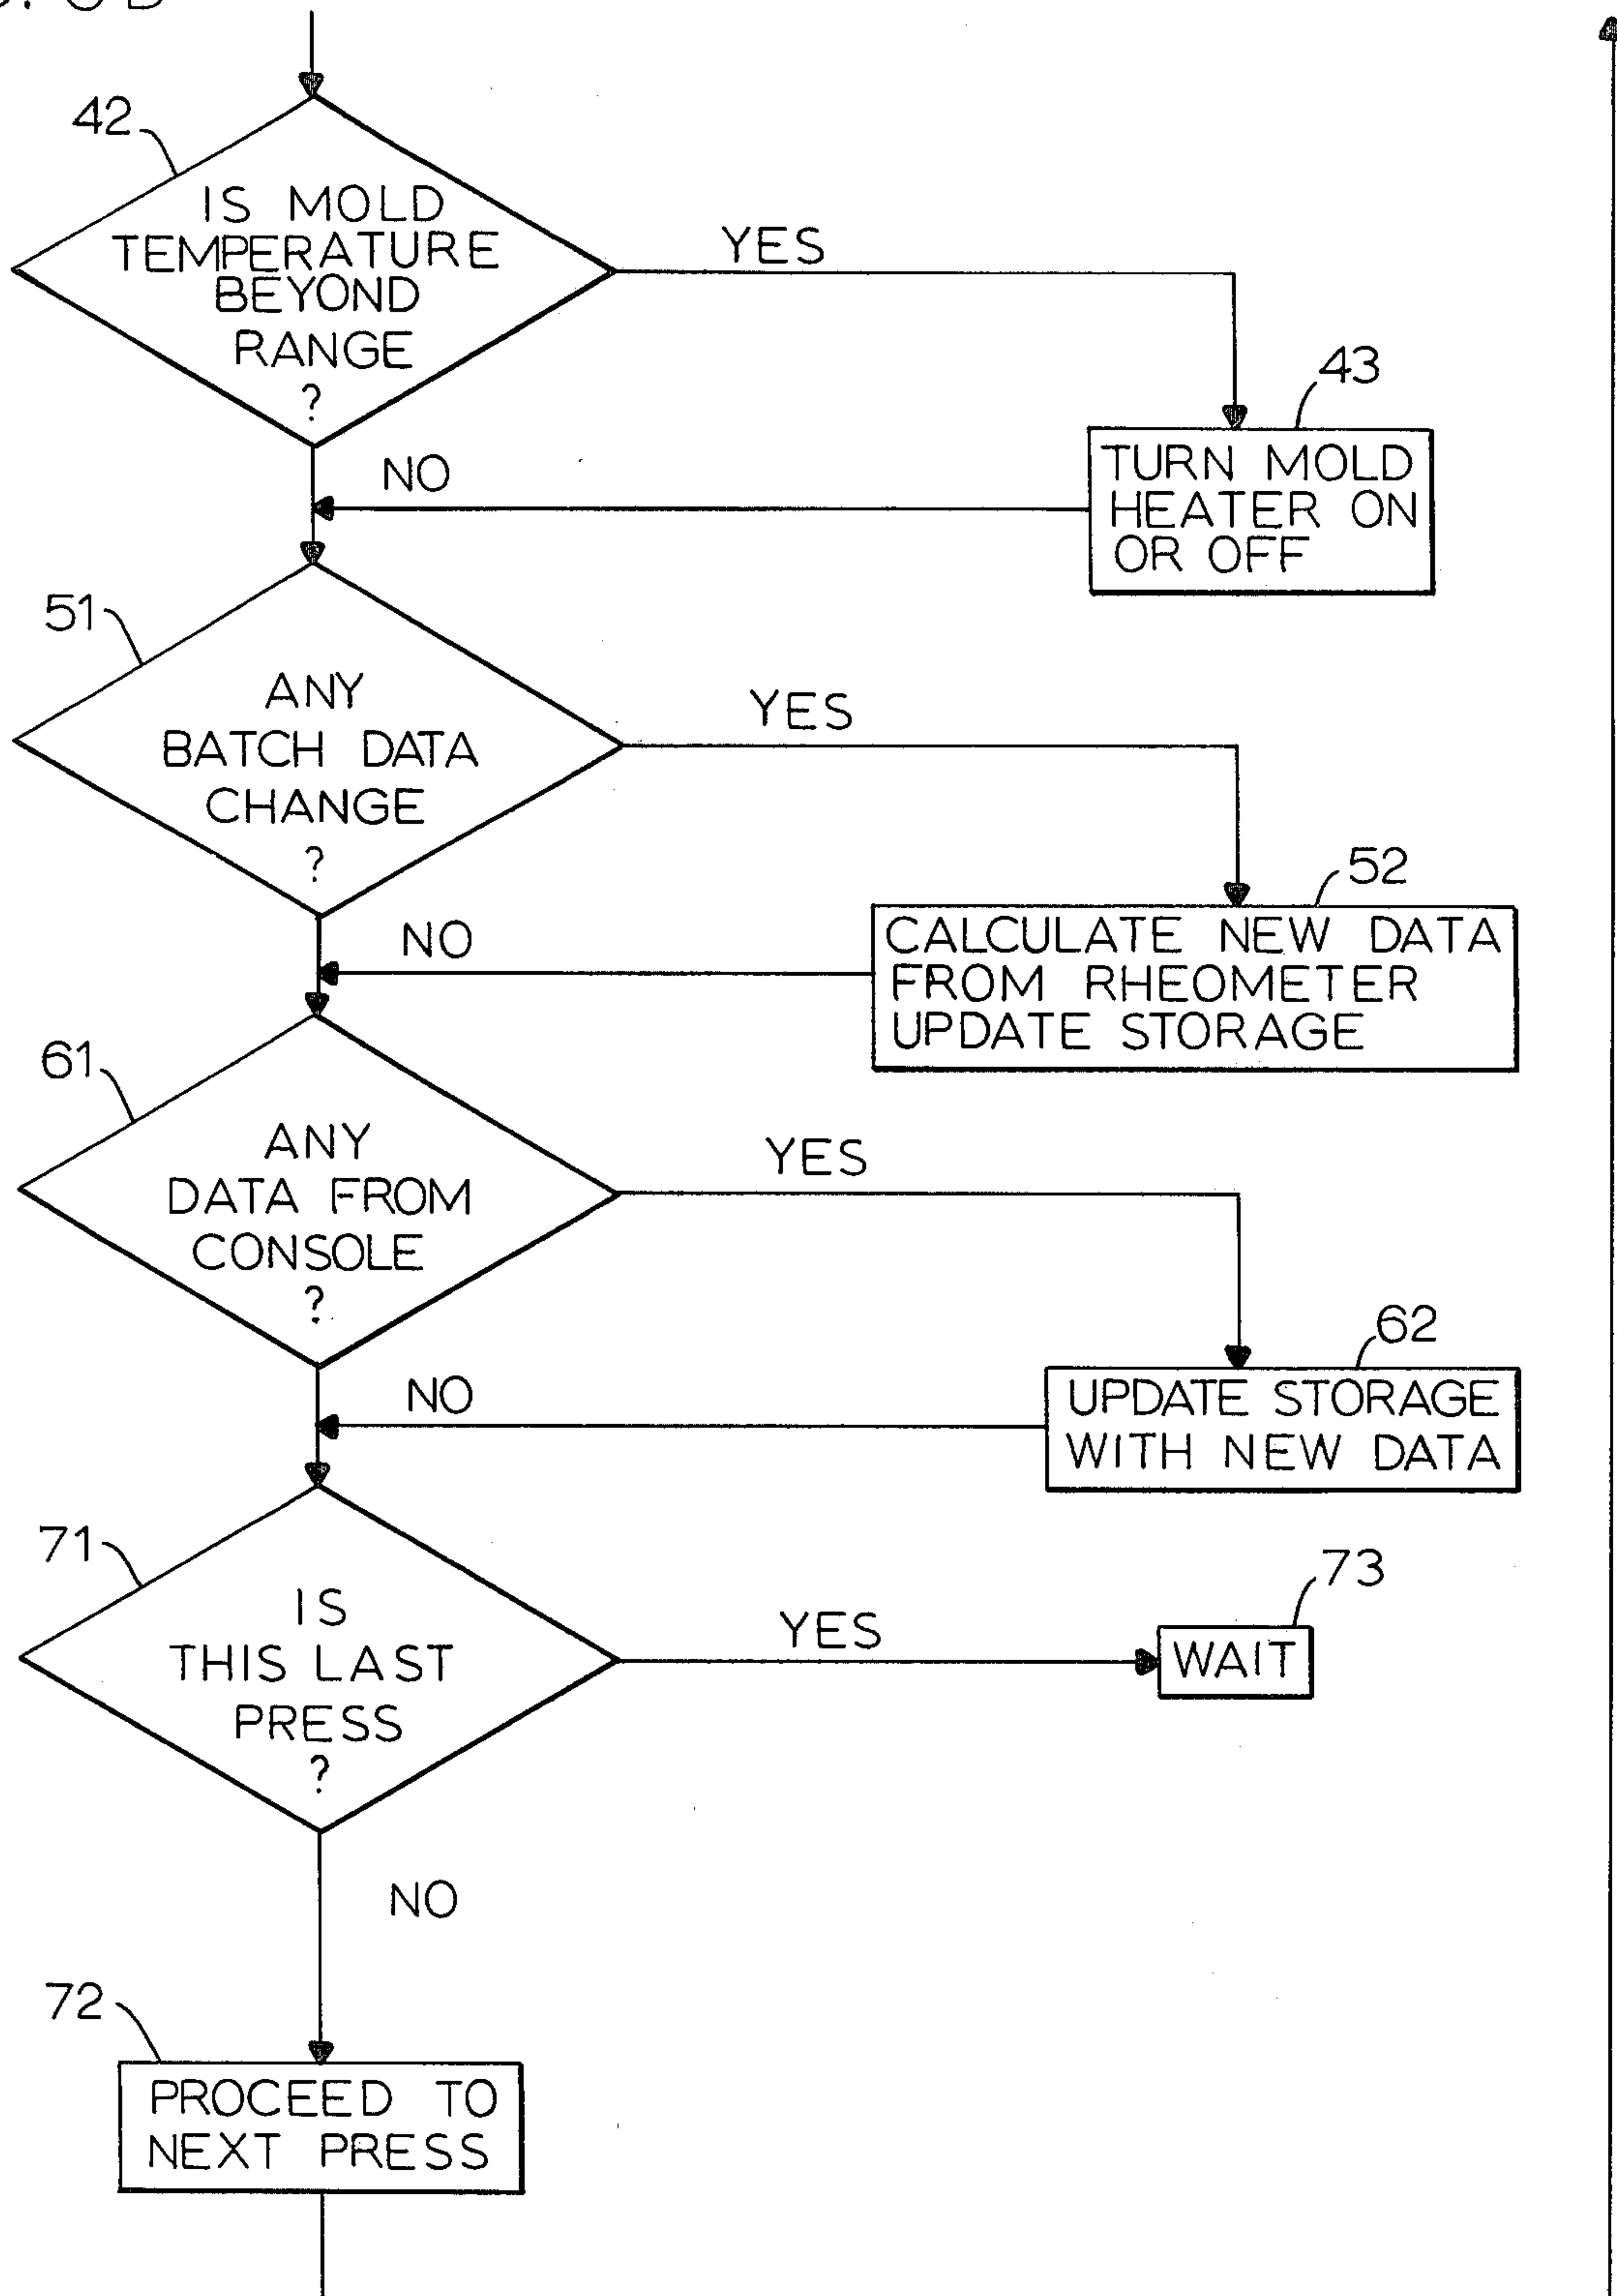 42
IS MOLD
TEMPERATURE
BEYOND
RANGE
?
YES
43
TURN MOLD
HEATER ON
OR OFF
NO
51
ANY
BATCH DATA
CHANGE
?
YES
52
CALCULATE NEW DATA
FROM RHEOMETER
UPDATE STORAGE
NO
61
ANY
DATA FROM
CONSOLE
?
YES
62
UPDATE STORAGE
WITH NEW DATA
NO
71
IS
THIS LAST
PRESS
?
YES
73
WAIT
NO
72
PROCEED TO
NEXT PRESS